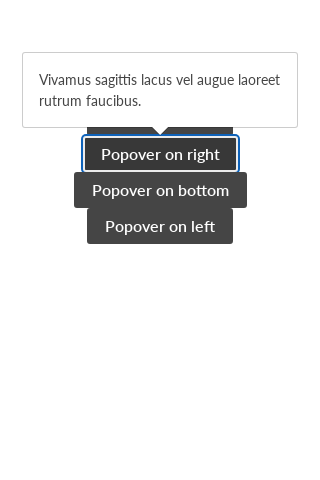 Vivamus sagittis lacus vel augue laoreet
rutrum faucibus.
Popover on right
Popover on bottom
Popover on left